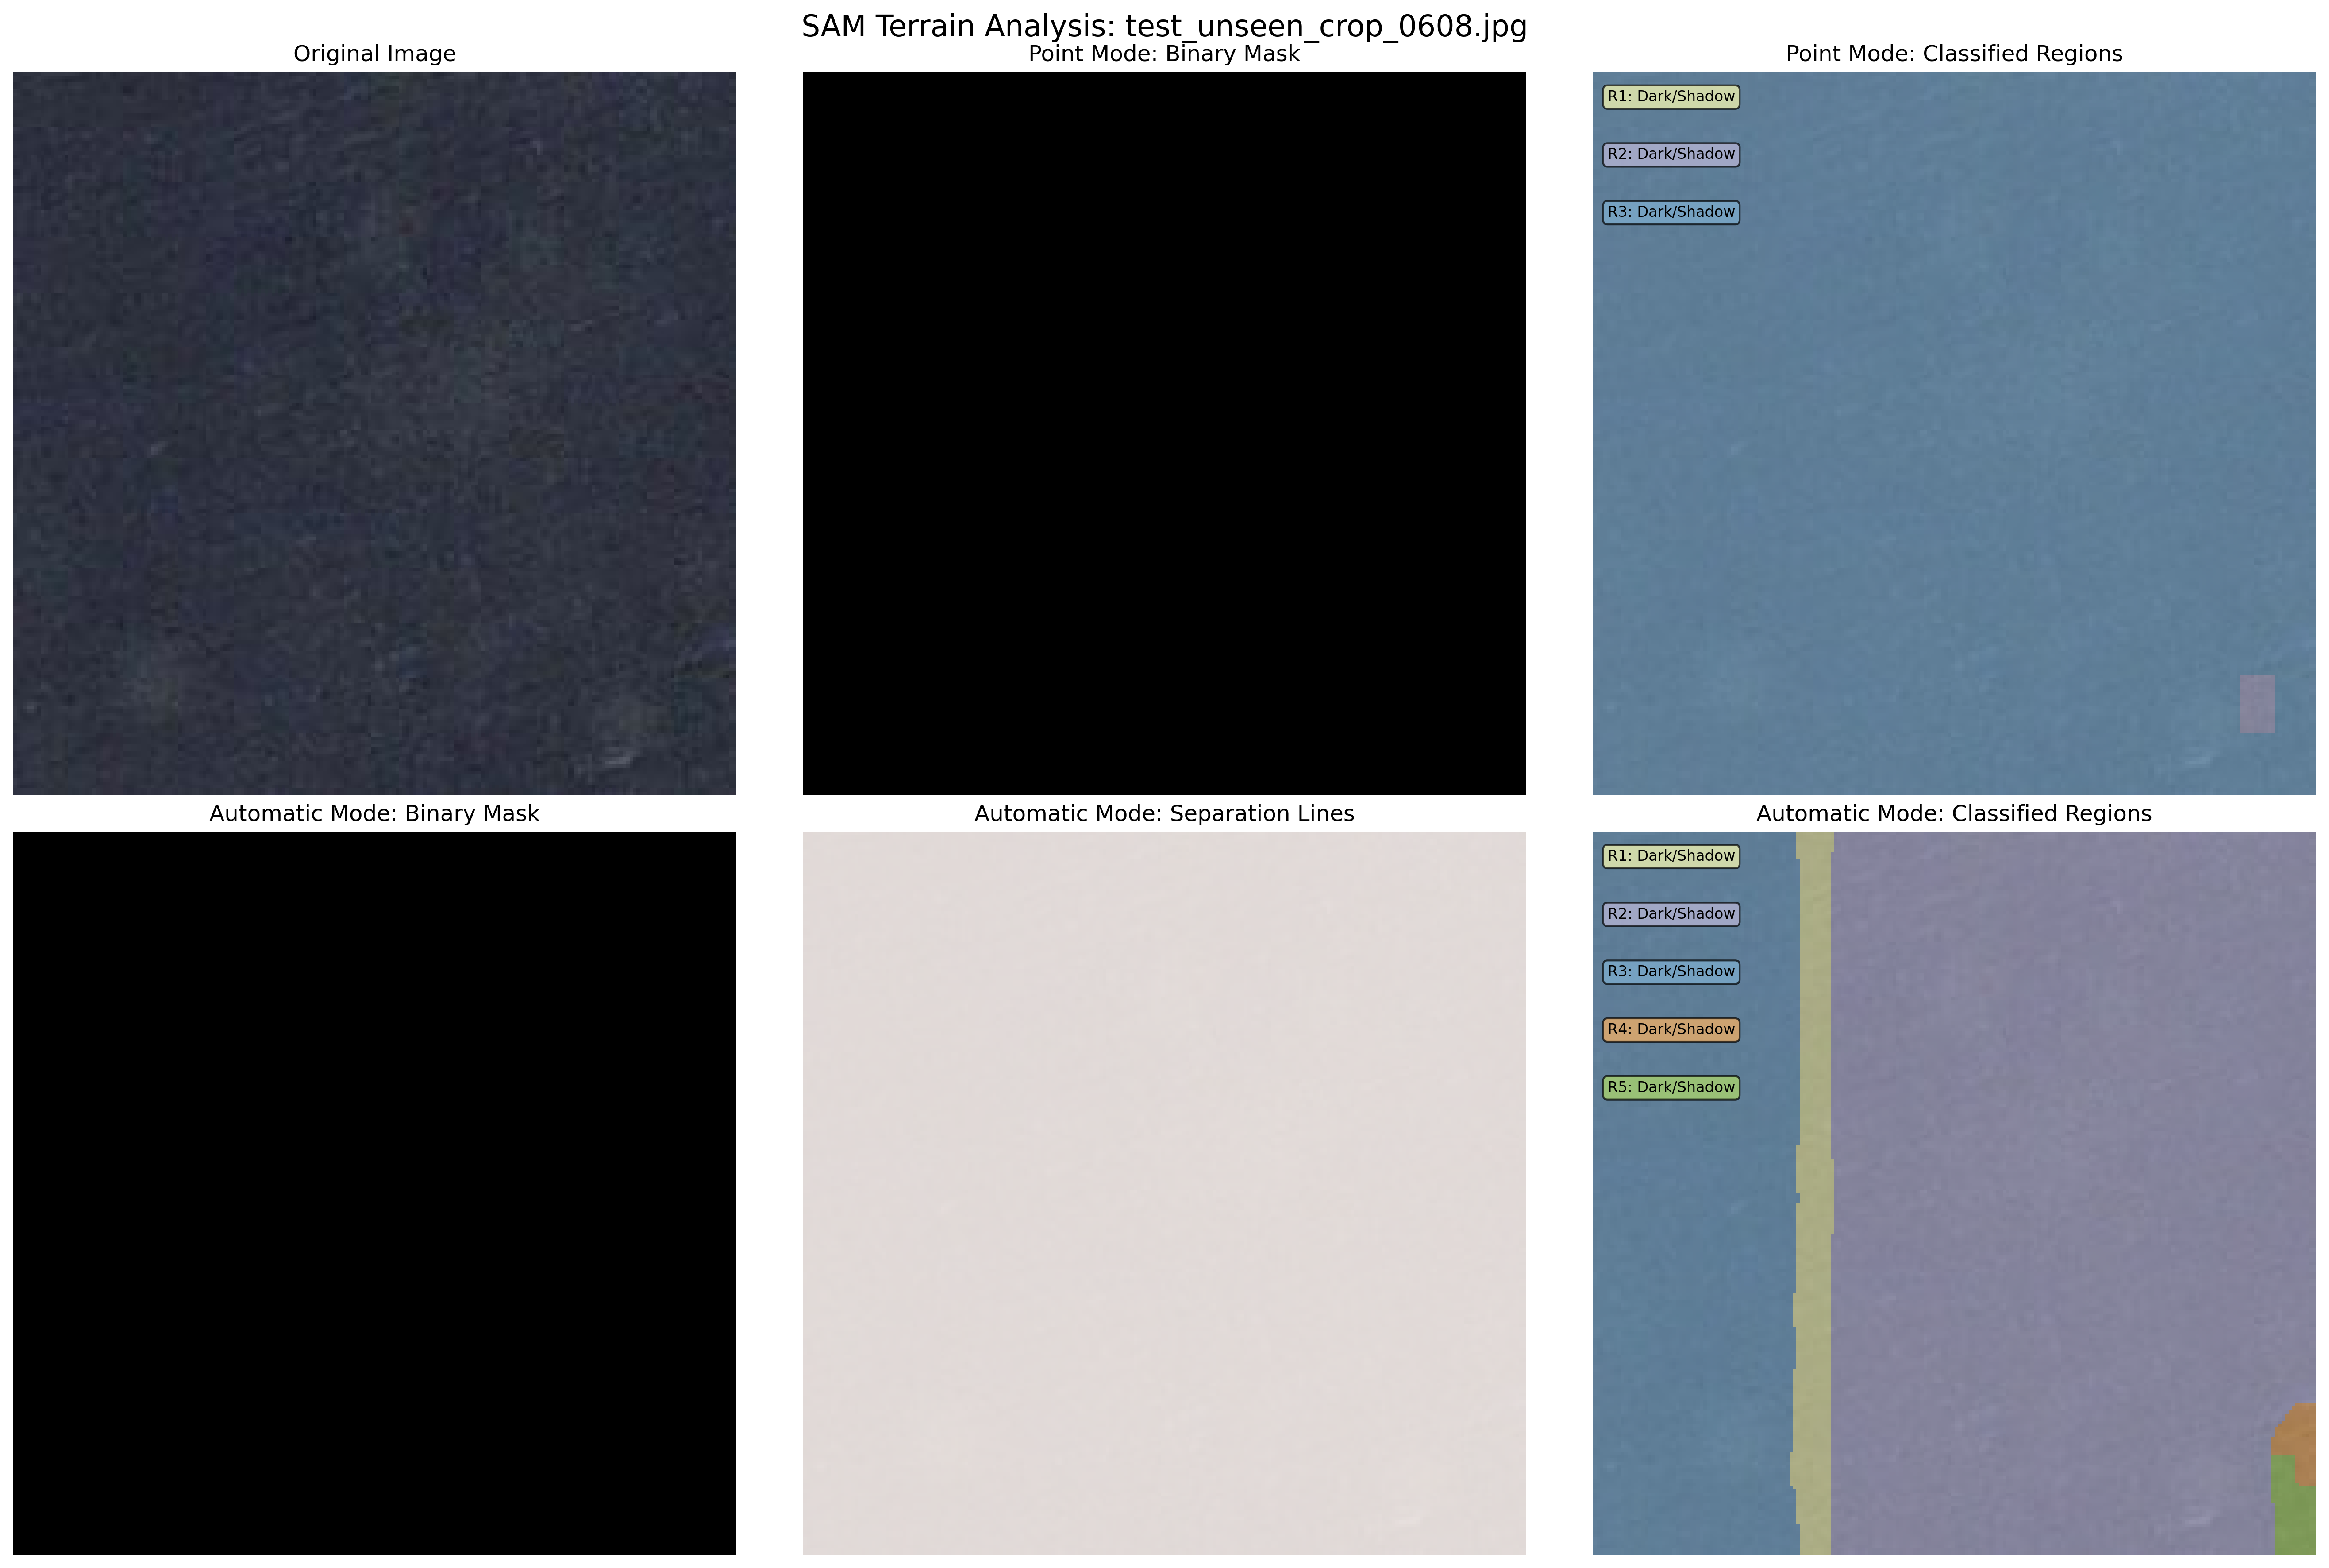 SAM Terrain Analysis: test_unseen_crop_0608.jpg
Original Image
Point Mode: Binary Mask
Point Mode: Classified Regions
R1: Dark/Shadow
R2: Dark/Shadow
R3: Dark/Shadow
Automatic Mode: Binary Mask
Automatic Mode: Separation Lines
Automatic Mode: Classified Regions
R1: Dark/Shadow
R2: Dark/Shadow
R3: Dark/Shadow
R4: Dark/Shadow
R5: Dark/Shadow